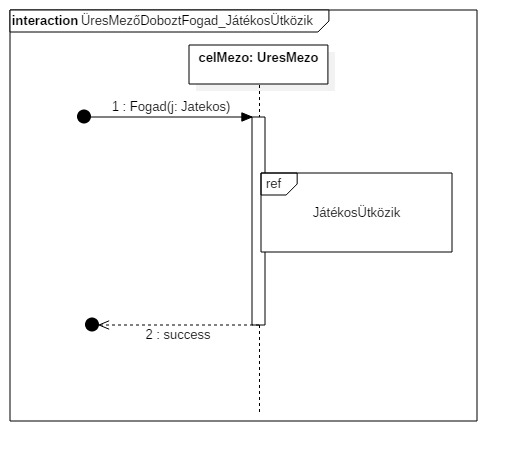 interaction ÜresMezőDoboztFogad_JátékosÜtközik
celMezo: UresMezo
1 : Fogad(j: Jatekos)
ref
JátékosÜtközik
2 : success